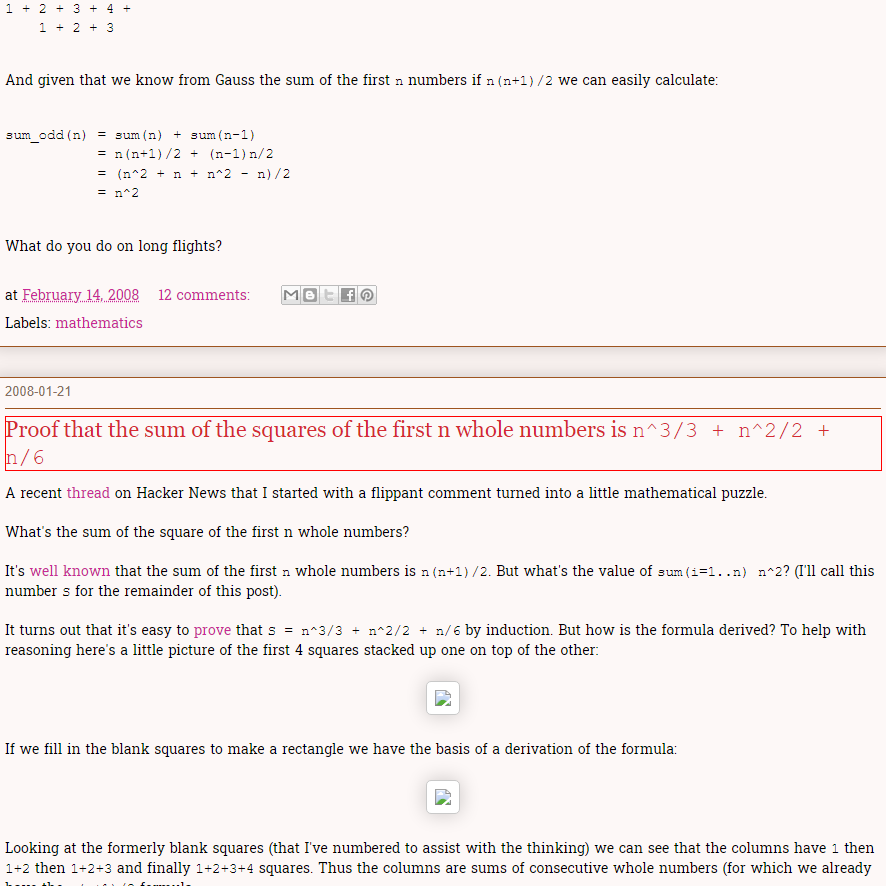 1 + 2 + 3 + 4 +
1 + 2 + 3
And given that we know from Gauss the sum of the first n numbers if n(n+1)/2 we can easily calculate:
sum_odd(n) = sum(n) + sum(n-1)
= n(n+1)/2 + (n-1)n/2
= (n^2 + n + n^2 - n)/2
= n^2
What do you do on long flights?
at February 14, 2008 12 comments:
Labels: mathematics
2008-01-21
Proof that the sum of the squares of the first n whole numbers is n^3/3 + n^2/2 +
n/6
A recent thread on Hacker News that I started with a flippant comment turned into a little mathematical puzzle.
What's the sum of the square of the first n whole numbers?
It's well known that the sum of the first n whole numbers is n(n+1)/2. But what's the value of sum(i=1..n) n^2? (I'll call this
number S for the remainder of this post).
It turns out that it's easy to prove that S = n^3/3 + n^2/2 + n/6 by induction. But how is the formula derived? To help with
reasoning here's a little picture of the first 4 squares stacked up one on top of the other:
If we fill in the blank squares to make a rectangle we have the basis of a derivation of the formula:
Looking at the formerly blank squares (that I've numbered to assist with the thinking) we can see that the columns have 1 then
1+2 then 1+2+3 and finally 1+2+3+4 squares. Thus the columns are sums of consecutive whole numbers (for which we already